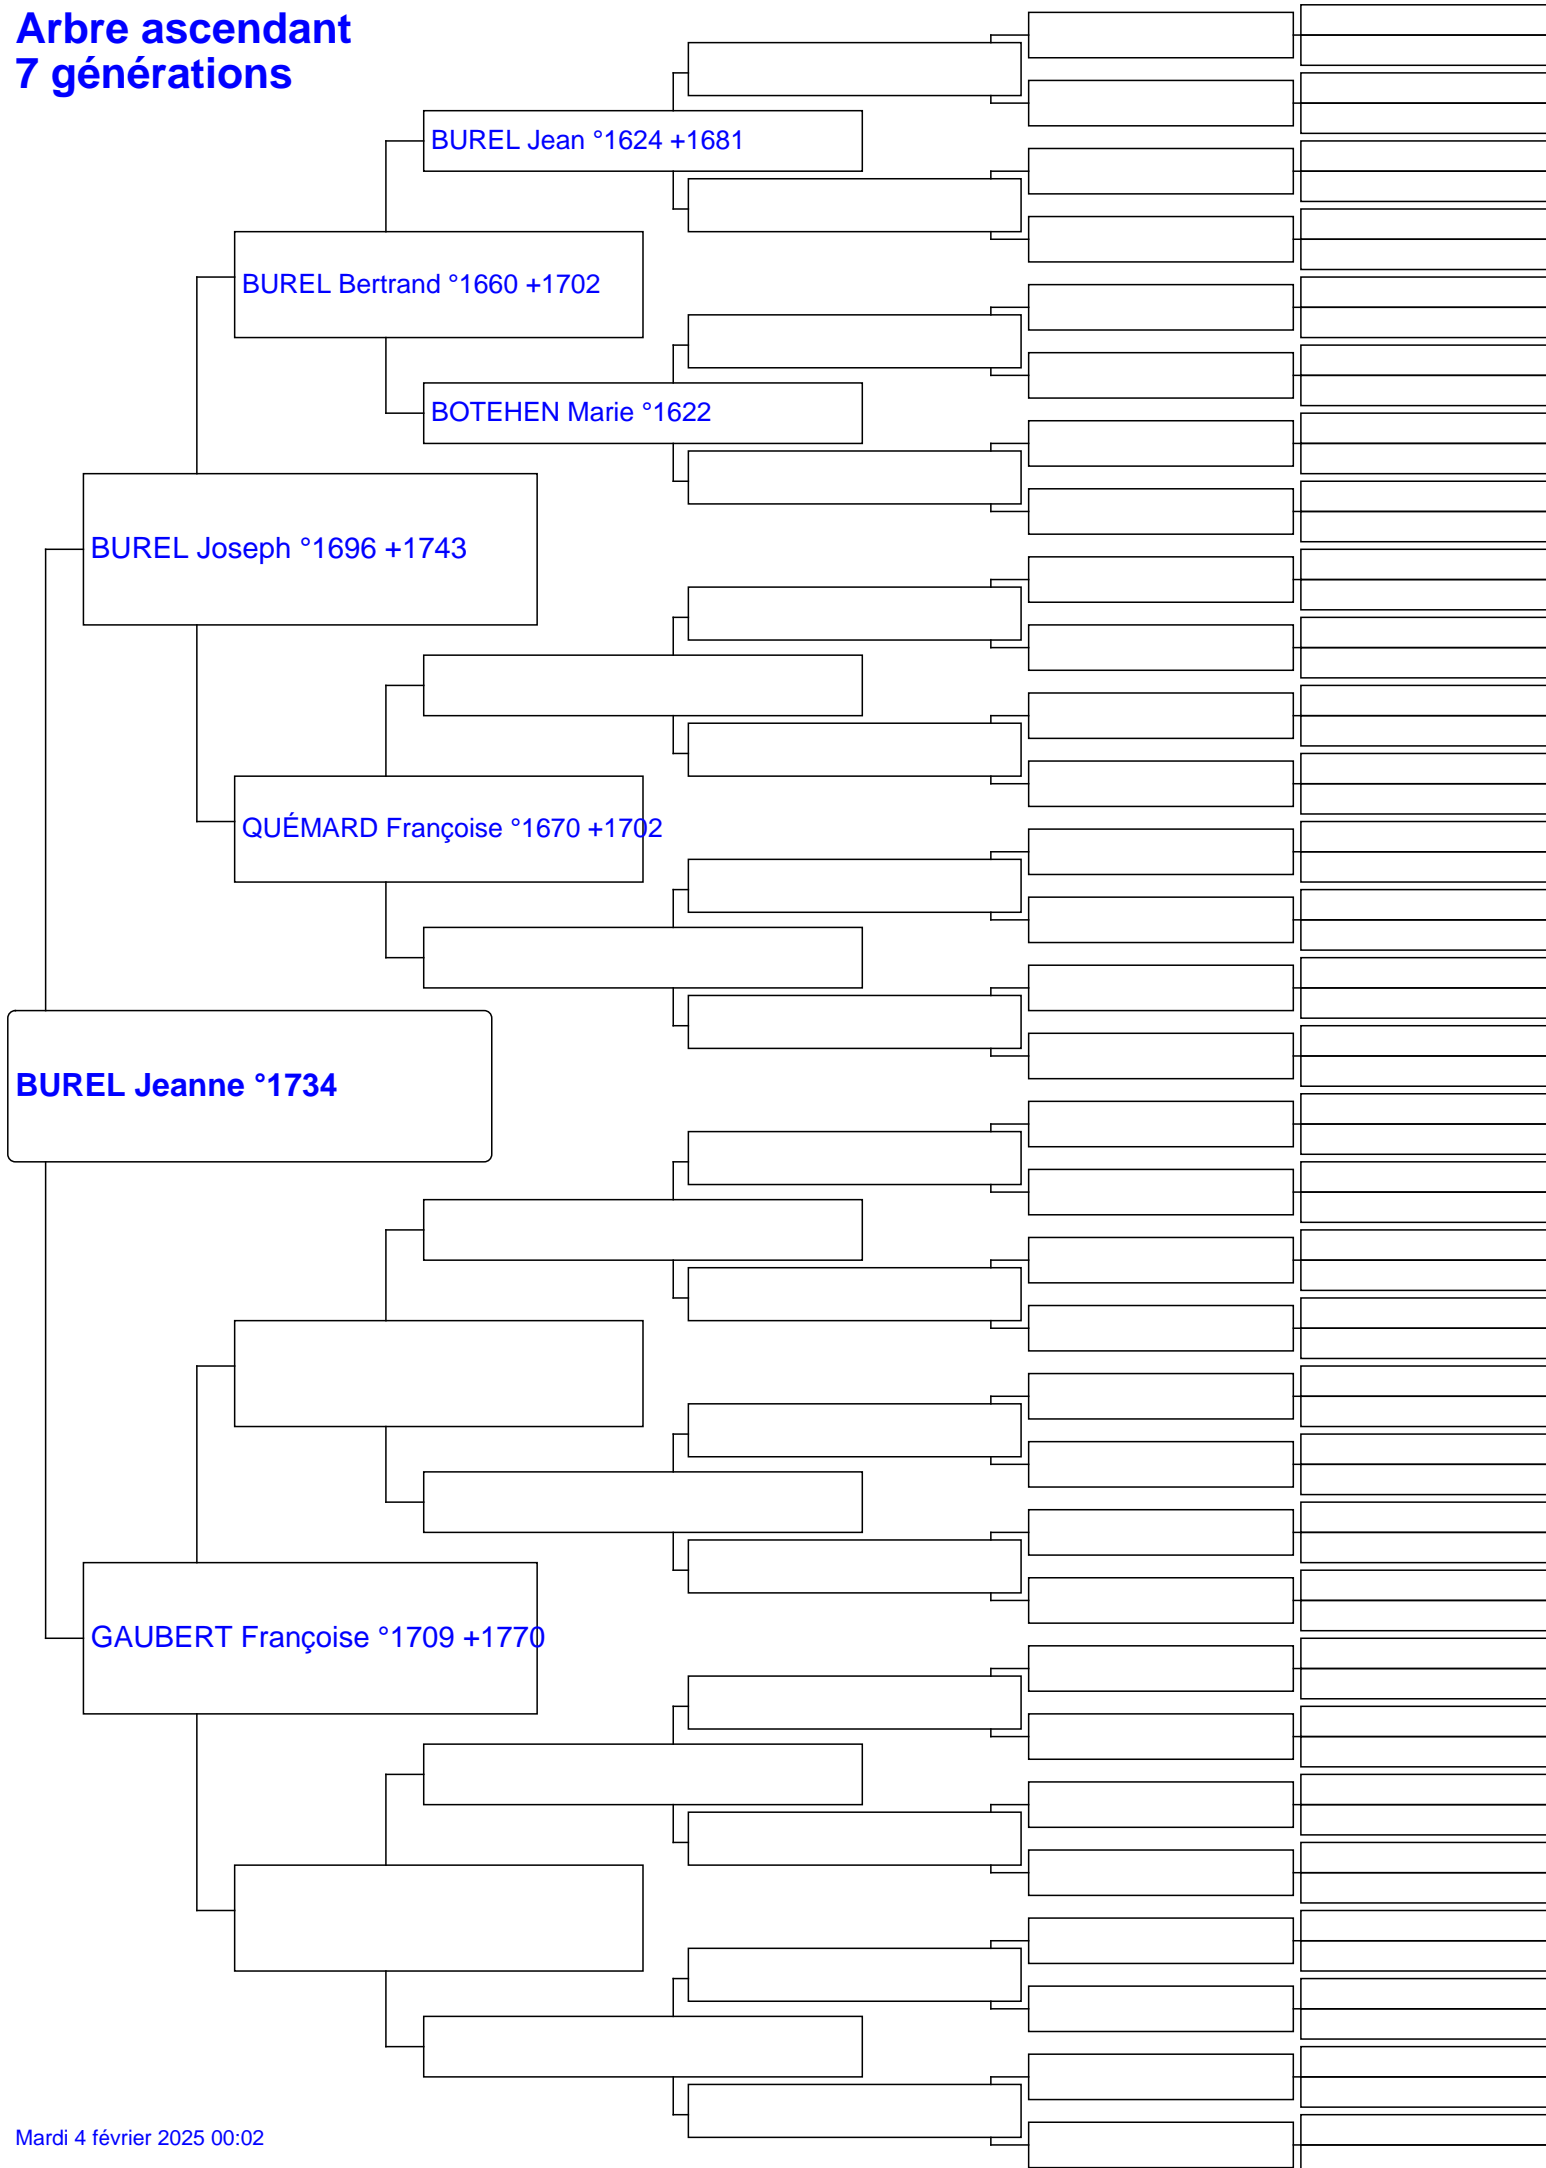 Arbre ascendant
7 générations
BUREL Jean °1624 +1681
BUREL Bertrand °1660 +1702
BOTEHEN Marie °1622
BUREL Joseph °1696 +1743
QUÉMARD Françoise °1670 +1702
BUREL Jeanne °1734
GAUBERT Françoise °1709 +1770
Mardi 4 février 2025 00:02